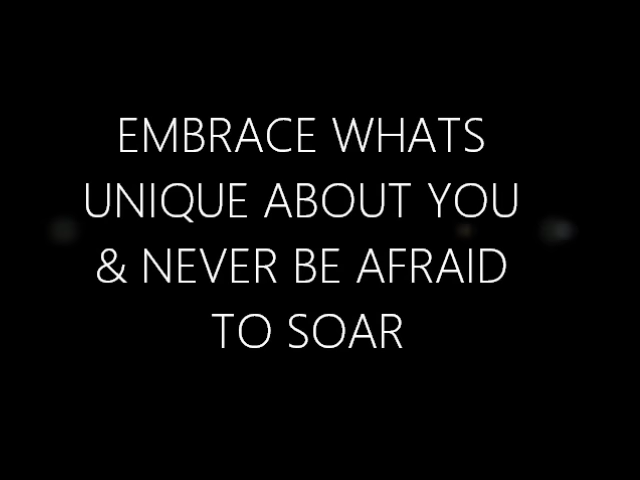 EMBRACE WHATS
UNIQUE ABOUT YOU
& NEVER BE AFRAID
TO SOAR